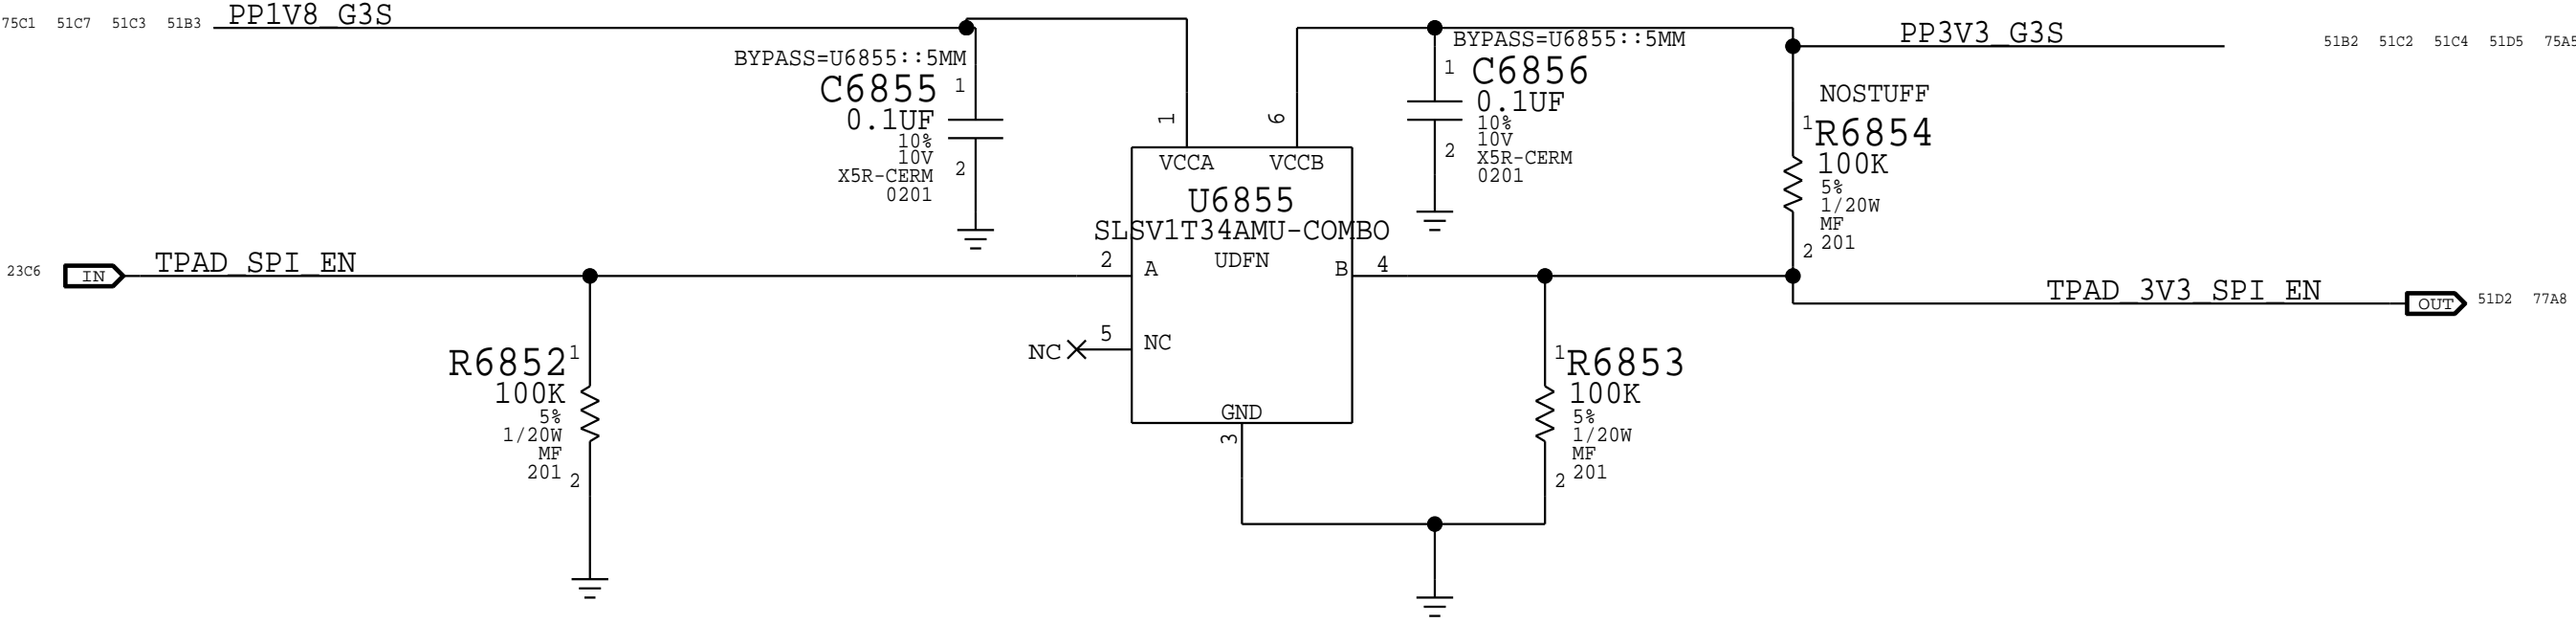 75C1 51C7 51C3 51B3 PP1V8_G3S
BYPASS=U6855::5MM
C6855 1
0.1UF
10%
10V
X5R-CERM 2
0201
BYPASS=U6855::5MM
1 C6856
0.1UF
10%
10V
2 X5R-CERM
0201
PP3V3_G3S 51B2 51C2 51C4 51D5 75A5
NOSTUFF
1 R6854
100K
5%
1/20W
MF
2 201
1 6
VCCA VCCB
U6855
SLSV1T34AMU-COMBO
UDFN
23C6 IN TPAD_SPI_EN 2 A B 4
NC 5 NC
GND
3
TPAD_3V3_SPI_EN OUT 51D2 77A8
R6852 1
100K
5%
1/20W
MF
201 2
1 R6853
100K
5%
1/20W
MF
2 201